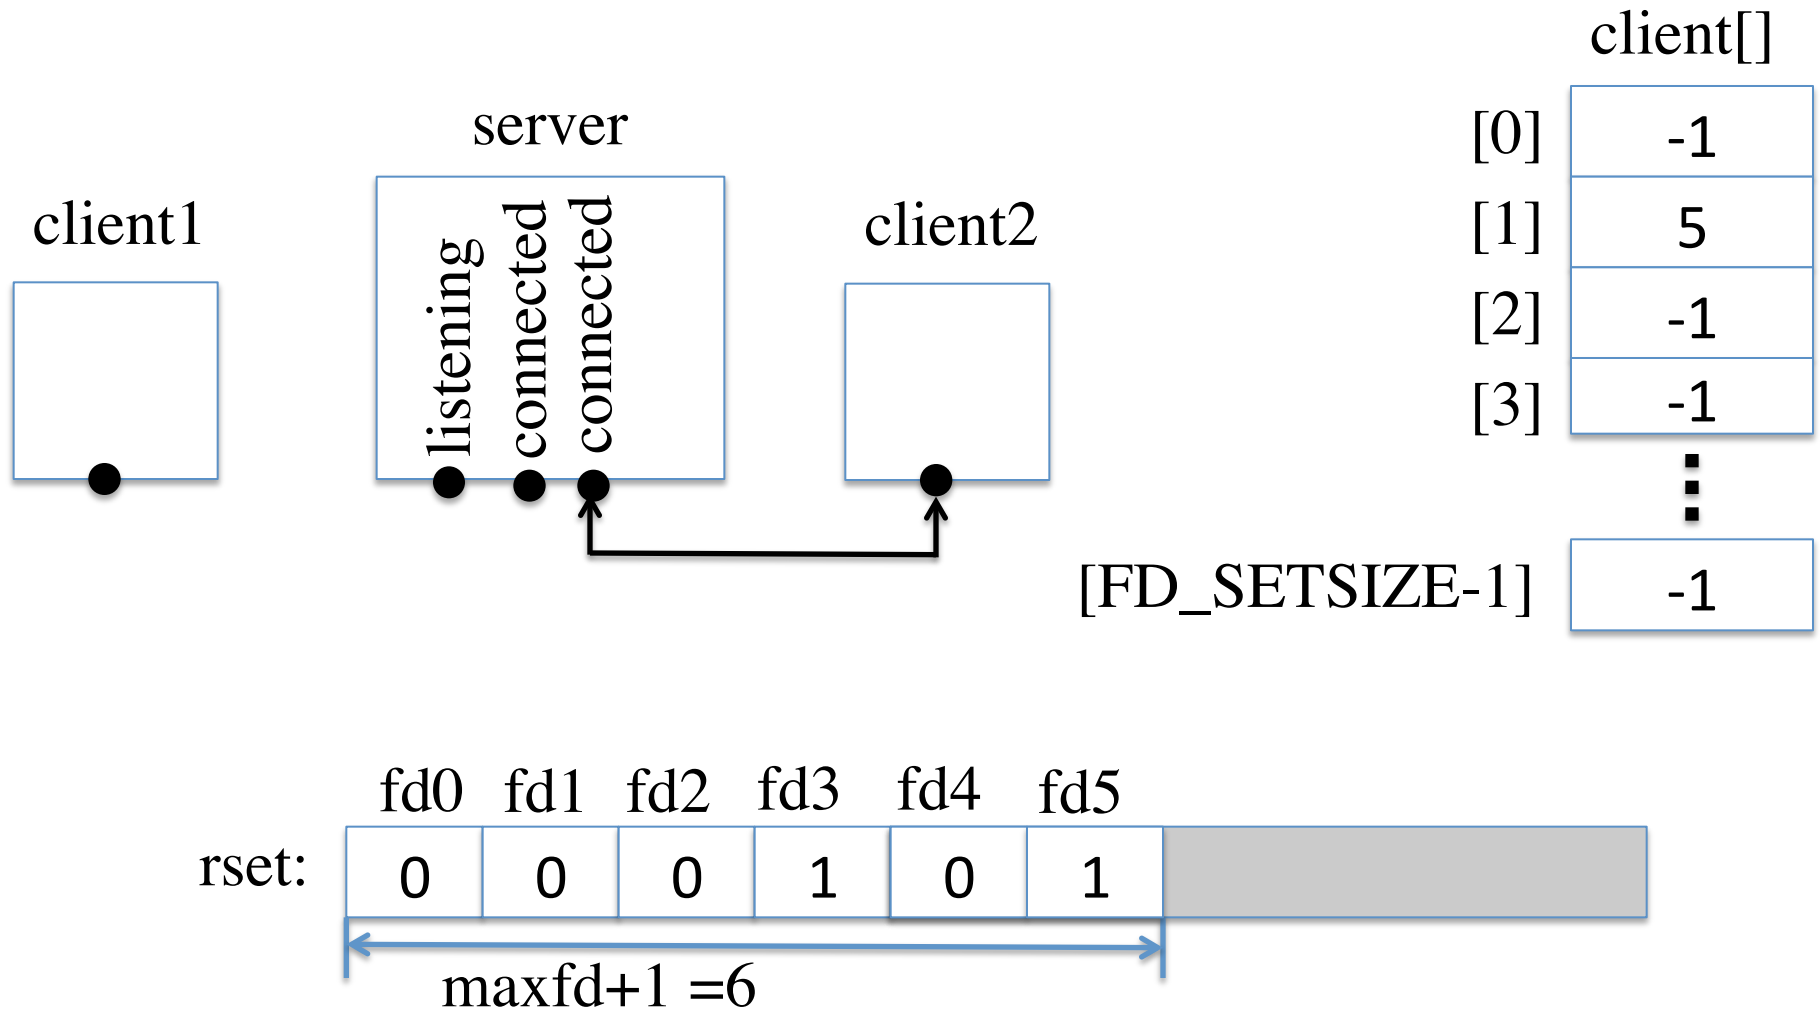 client[]
server
client1
listening
connected
connected
client2
[0] -1
[1] 5
[2] -1
[3] -1
[FD_SETSIZE-1] -1
fd0 fd1 fd2 fd3 fd4 fd5
rset: 0 0 0 1 0 1
maxfd+1 =6